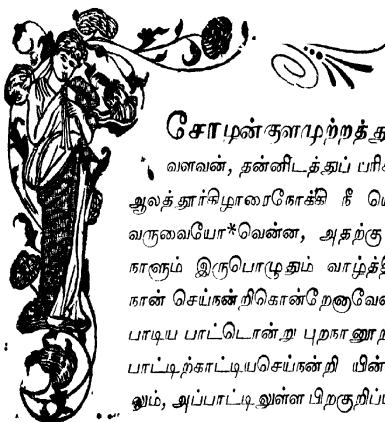 சோழன்குளமுற்றத்து
வளவன், தன்னிடத்துப் பரிசி
ஆலத்தூர்கிழாரைநோக்கி நீ
வருவையோ*வென்ன, அதற்கு
நாளும் இருபொழுதும் வாழ்த்தி
நான் செய்நன்றிகொன்றேனாவேன்
பாடிய பாட்டொன்று புறநானூற்
பாட்டிற்காட்டியசெய்நன்றி யின்
லும், அப்பாட்டிலுள்ள பிறகுறிப்